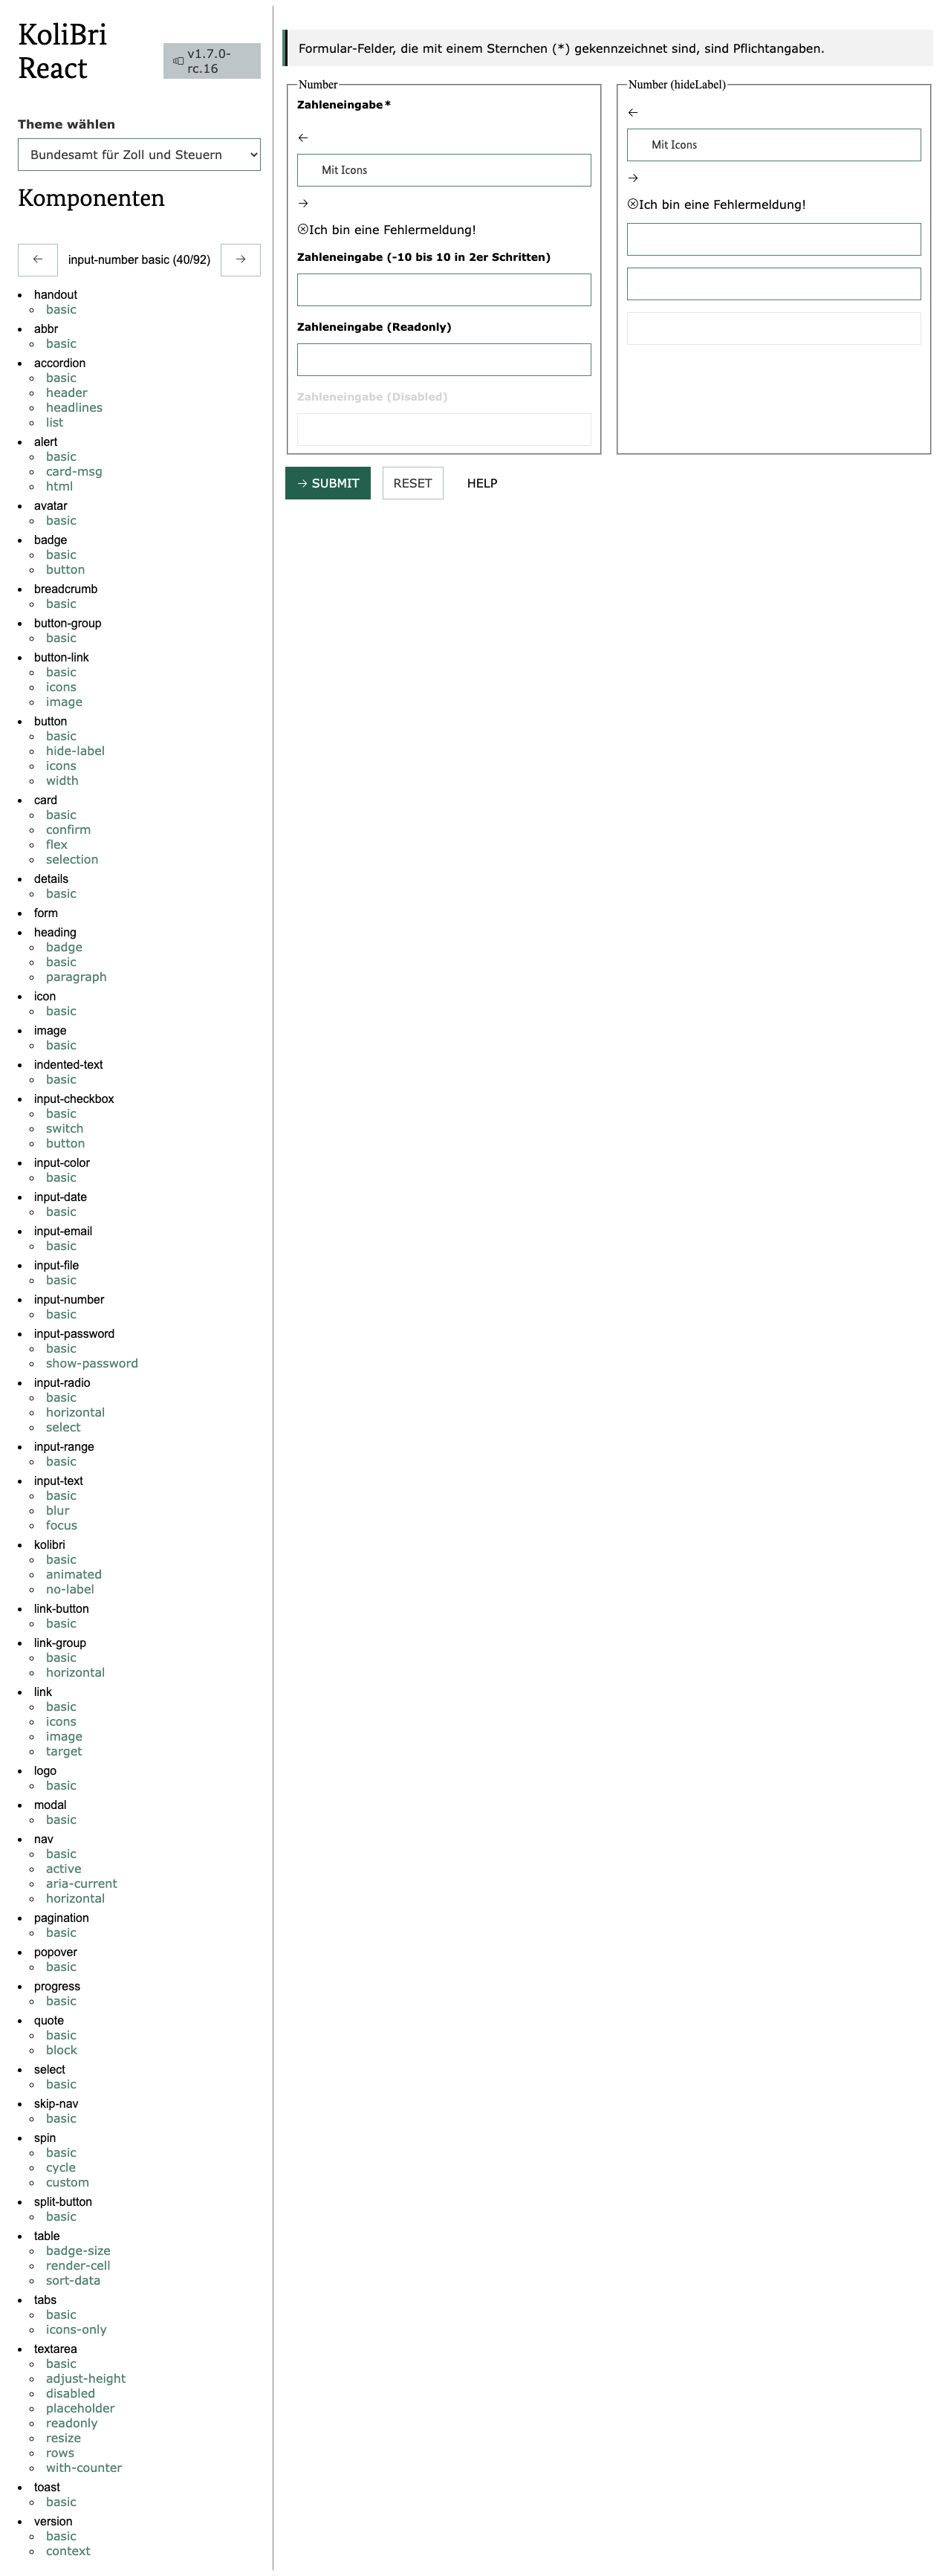 KoliBri
React
v1.7.0-
rc.16
Theme wählen
Bundesamt für Zoll und Steuern
Komponenten
← input-number basic (40/92) →
handout
basic
abbr
basic
accordion
basic
header
headlines
list
alert
basic
card-msg
html
avatar
basic
badge
basic
button
breadcrumb
basic
button-group
basic
button-link
basic
icons
image
button
basic
hide-label
icons
width
card
basic
confirm
flex
selection
details
basic
form
heading
badge
basic
paragraph
icon
basic
image
basic
indented-text
basic
input-checkbox
basic
switch
button
input-color
basic
input-date
basic
input-email
basic
input-file
basic
input-number
basic
input-password
basic
show-password
input-radio
basic
horizontal
select
input-range
basic
input-text
basic
blur
focus
kolibri
basic
animated
no-label
link-button
basic
link-group
basic
horizontal
link
basic
icons
image
target
logo
basic
modal
basic
nav
basic
active
aria-current
horizontal
pagination
basic
popover
basic
progress
basic
quote
basic
block
select
basic
skip-nav
basic
spin
basic
cycle
custom
split-button
basic
table
badge-size
render-cell
sort-data
tabs
basic
icons-only
textarea
basic
adjust-height
disabled
placeholder
readonly
resize
rows
with-counter
toast
basic
version
basic
context
Formular-Felder, die mit einem Sternchen (*) gekennzeichnet sind, sind Pflichtangaben.
Number
Zahleneingabe*
←
Mit Icons
→
Ich bin eine Fehlermeldung!
Zahleneingabe (-10 bis 10 in 2er Schritten)
Zahleneingabe (Readonly)
Zahleneingabe (Disabled)
Number (hideLabel)
←
Mit Icons
→
Ich bin eine Fehlermeldung!
→ SUBMIT
RESET
HELP